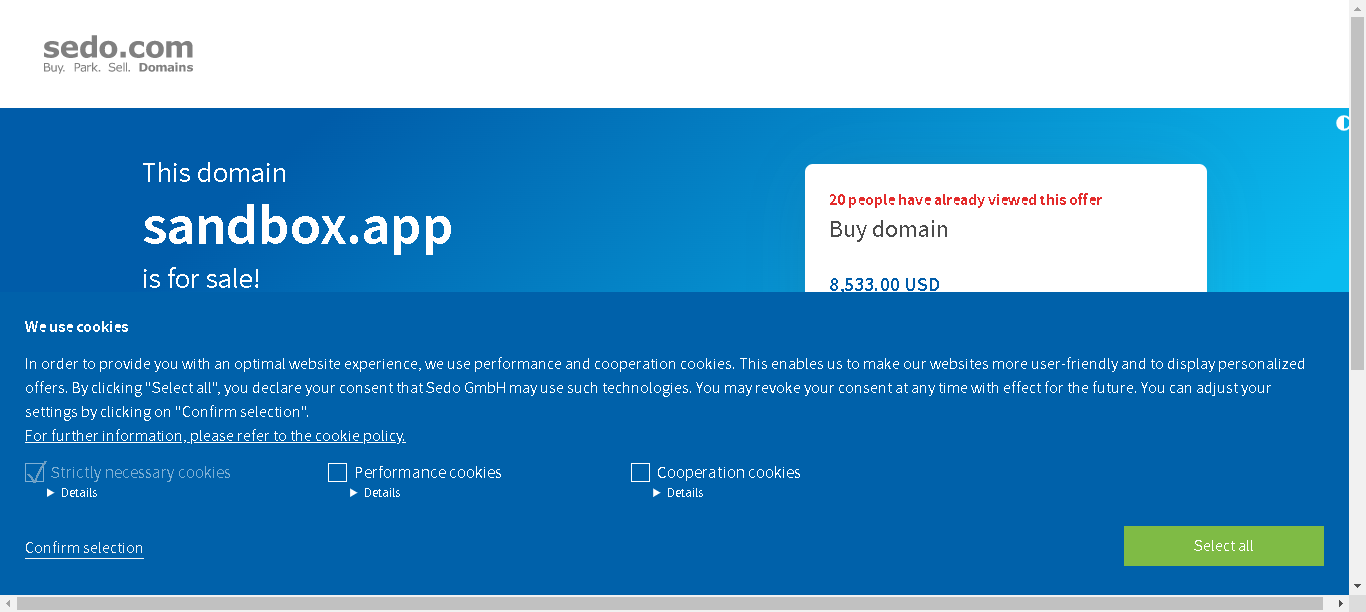 sedo.com
Buy. Park. Sell. Domains
This domain
sandbox.app
is for sale!
20 people have already viewed this offer
Buy domain
8,533.00 USD
We use cookies
In order to provide you with an optimal website experience, we use performance and cooperation cookies. This enables us to make our websites more user-friendly and to display personalized
offers. By clicking "Select all", you declare your consent that Sedo GmbH may use such technologies. You may revoke your consent at any time with effect for the future. You can adjust your
settings by clicking on "Confirm selection".
For further information, please refer to the cookie policy.
Strictly necessary cookies
Details
Performance cookies
Details
Cooperation cookies
Details
Confirm selection
Select all